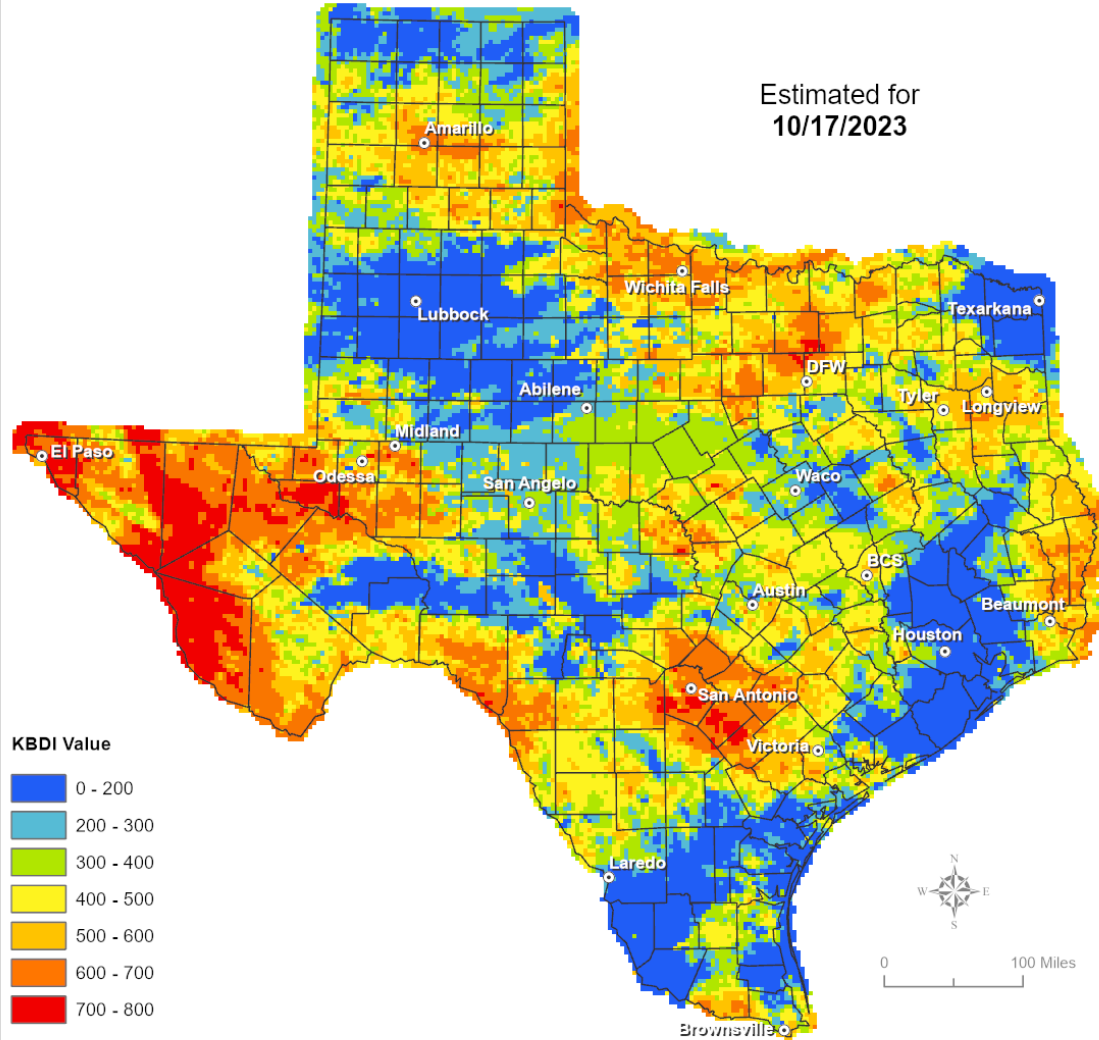 Estimated for
10/17/2023
Amarillo
Wichita Falls
Lubbock
Texarkana
DFW
Abilene
Tyler
Longview
Midland
El Paso
Odessa
San Angelo
Waco
BCS
Austin
Beaumont
Houston
San Antonio
Victoria
Laredo
Brownsville
KBDI Value
0 - 200
200 - 300
300 - 400
400 - 500
500 - 600
600 - 700
700 - 800
N
W E
S
0 100 Miles